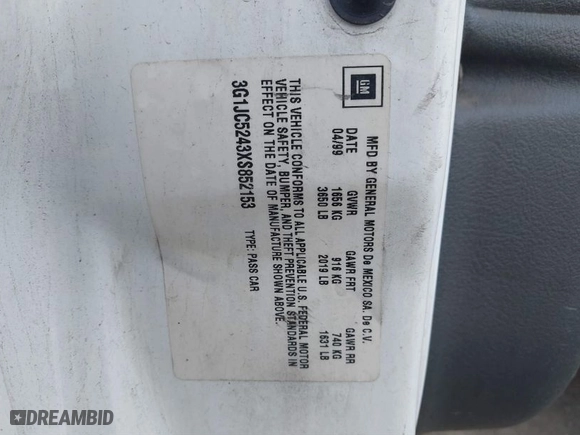 GM
MFD BY GENERAL MOTORS De MEXICO SA. De C.V.
DATE GVWR GAWR FRT GAWR RR
04/99 1656 KG 916 KG 740 KG
3650 LB 2019 LB 1631 LB
THIS VEHICLE CONFORMS TO ALL APPLICABLE U.S. FEDERAL MOTOR
VEHICLE SAFETY, BUMPER, AND THEFT PREVENTION STANDARDS IN
EFFECT ON THE DATE OF MANUFACTURE SHOWN ABOVE.
3G1JC5243XS852153 TYPE: PASS CAR
DREAMBID